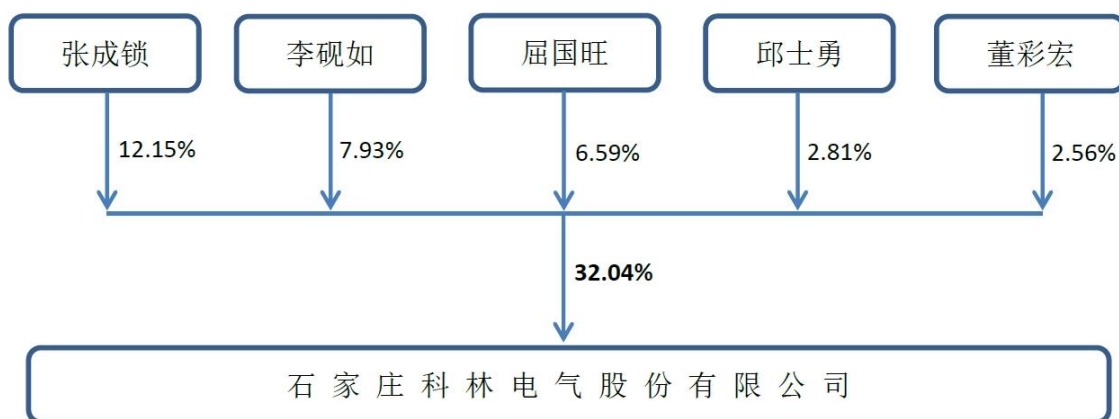 张成锁 李砚如 屈国旺 邱士勇 董彩宏
12.15% 7.93% 6.59% 2.81% 2.56%
32.04%
石家庄科林电气股份有限公司